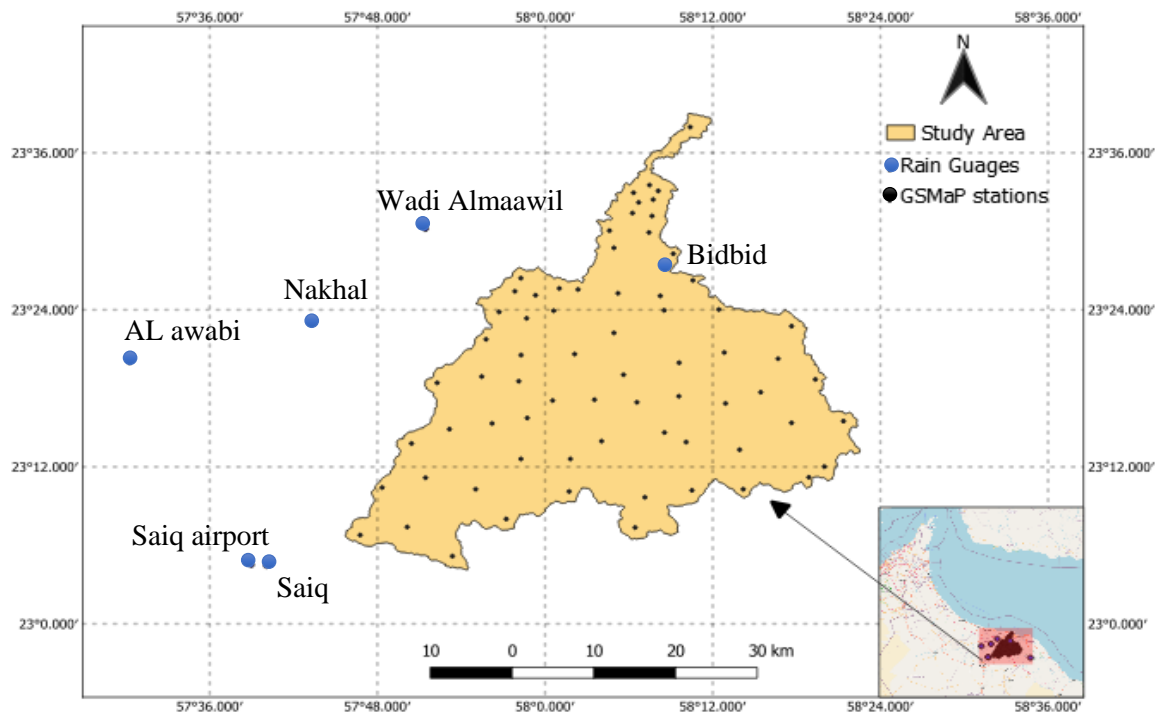 57°36.000′ 57°48.000′ 58°0.000′ 58°12.000′ 58°24.000′ 58°36.000′
N
Study Area
Rain Guages
GSMaP stations
23°36.000′ 23°36.000′
Wadi Almaawil
Bidbid
Nakhal
23°24.000′ 23°24.000′
AL awabi
23°12.000′ 23°12.000′
Saiq airport
Saiq
23°0.000′ 23°0.000′
10 0 10 20 30 km
57°36.000′ 57°48.000′ 58°0.000′ 58°12.000′ 58°24.000′ 58°36.000′